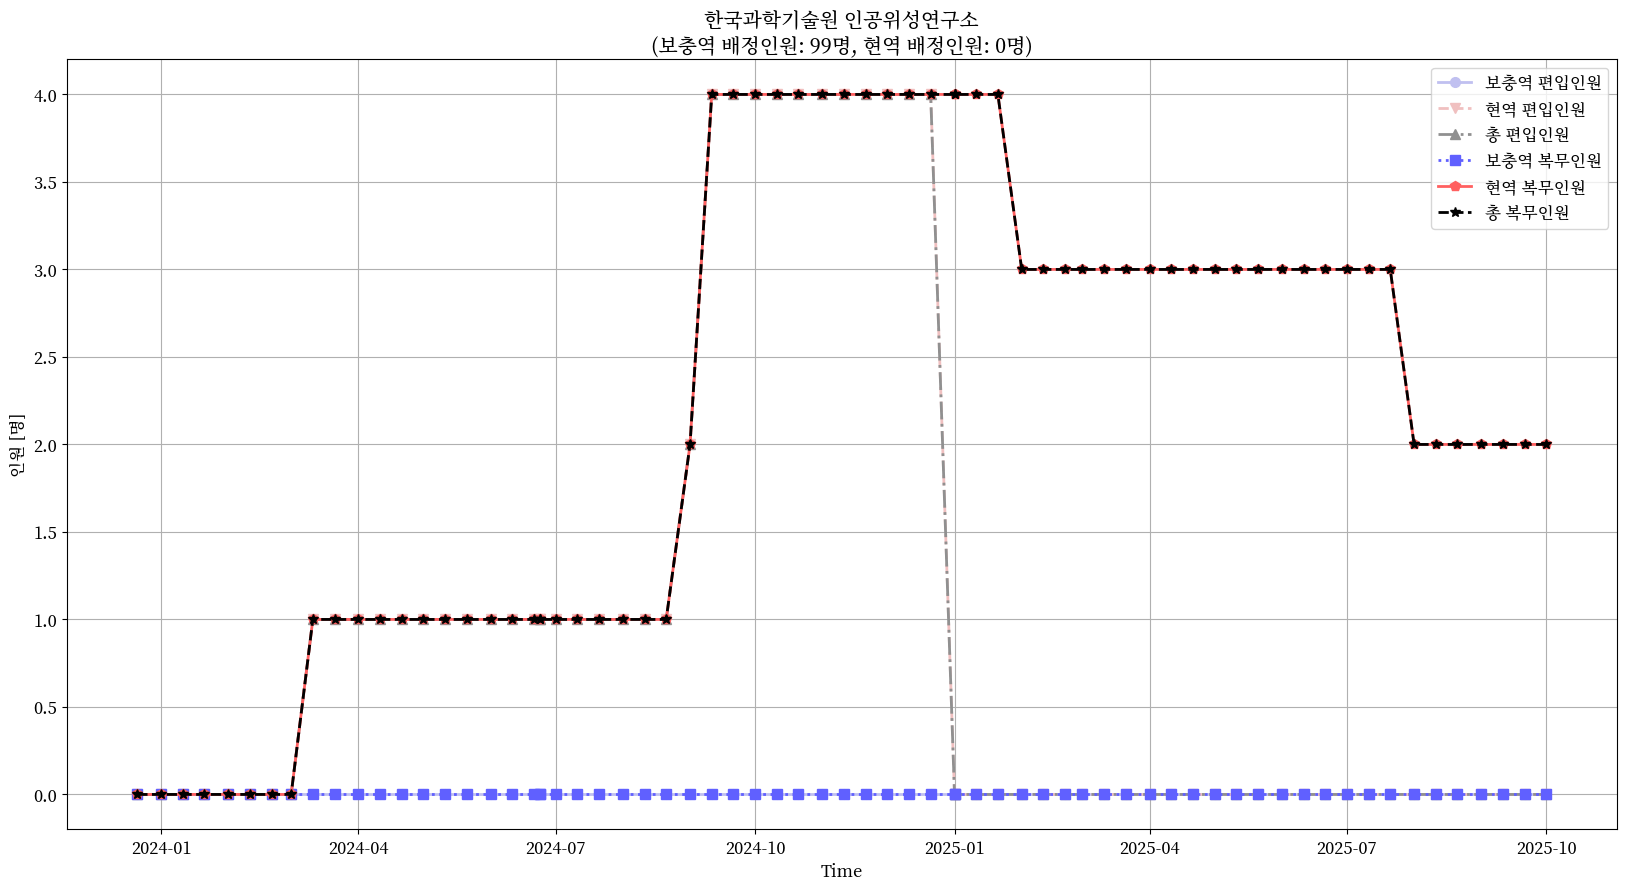 한국과학기술원 인공위성연구소
(보충역 배정인원: 99명, 현역 배정인원: 0명)
보충역 편입인원
현역 편입인원
총 편입인원
보충역 복무인원
현역 복무인원
총 복무인원
인원 [명]
4.0
3.5
3.0
2.5
2.0
1.5
1.0
0.5
0.0
2024-01
2024-04
2024-07
2024-10
2025-01
2025-04
2025-07
2025-10
Time